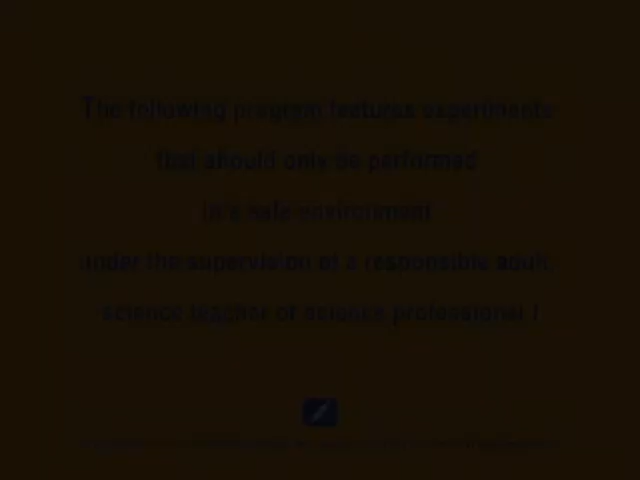 The following program features experiments
that should only be performed
in a safe environment
under the supervision of a responsible adult,
science teacher or science professional !